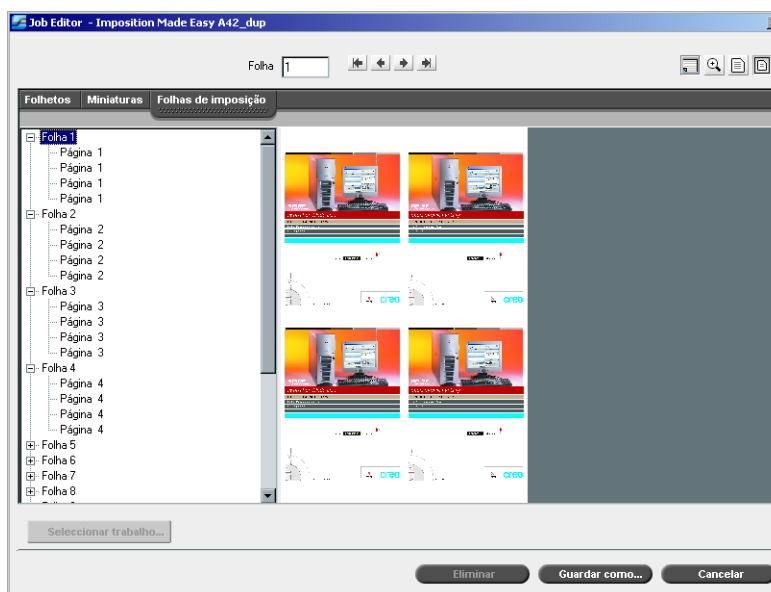 Job Editor - Imposition Made Easy A42_dup
Folha 1
Folhetos Miniaturas Folhas de imposição
Folha 1
Página 1
Página 1
Página 1
Página 1
Folha 2
Página 2
Página 2
Página 2
Página 2
Folha 3
Página 3
Página 3
Página 3
Página 3
Folha 4
Página 4
Página 4
Página 4
Página 4
Folha 5
Folha 6
Folha 7
Folha 8
creo creo
creo creo
Seleccionar trabalho...
Eliminar Guardar como... Cancelar